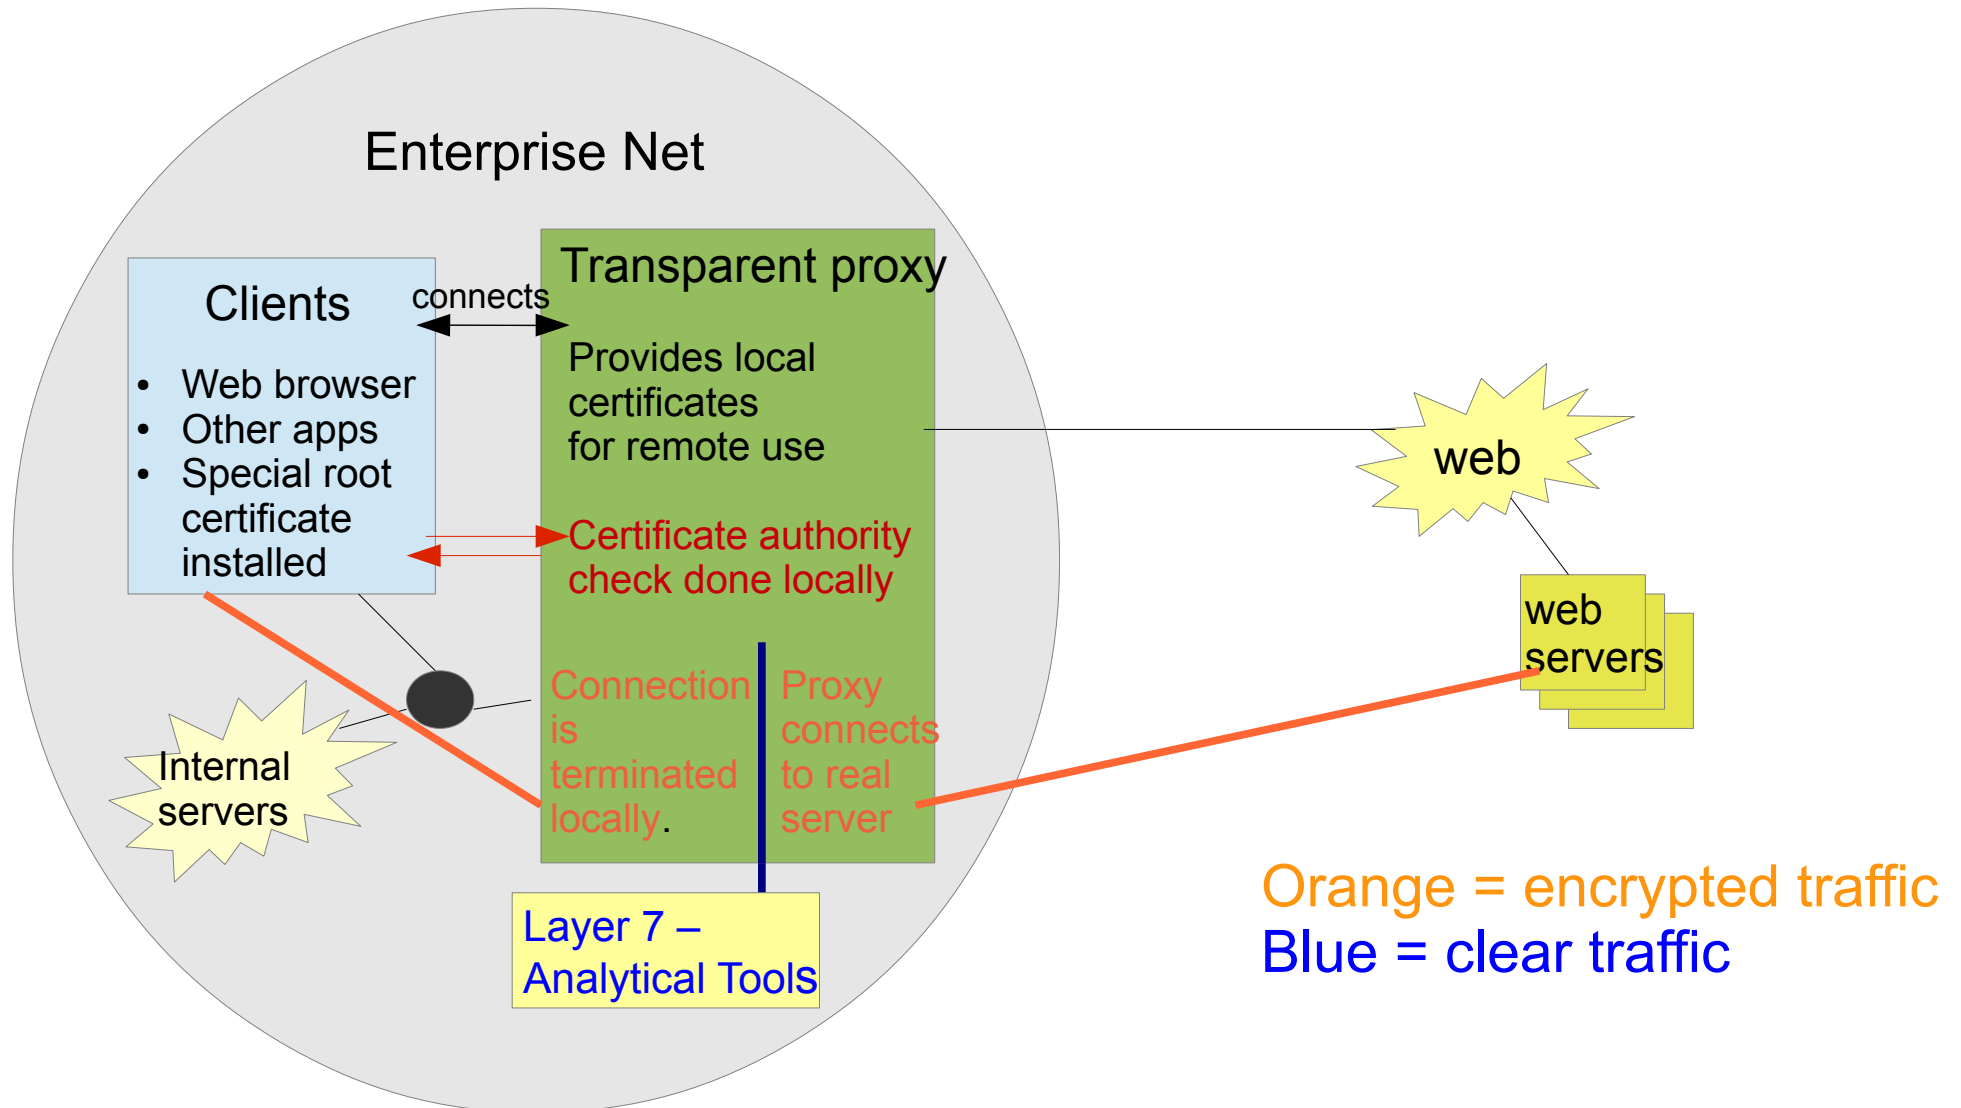 Enterprise Net
Clients
• Web browser
• Other apps
• Special root
certificate
installed
connects
Transparent proxy
Provides local
certificates
for remote use
Certificate authority
check done locally
Connection
is
terminated
locally.
Proxy
connects
to real
server
Internal
servers
Layer 7 –
Analytical Tools
web
web
servers
Orange = encrypted traffic
Blue = clear traffic